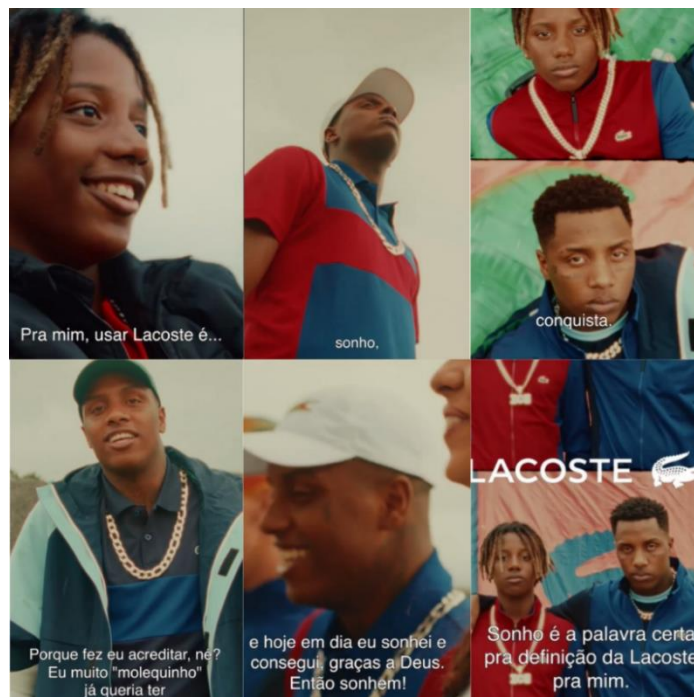 Pra mim, usar Lacoste é...
sonho,
conquista.
Porque fez eu acreditar, né?
Eu muito "molequinho"
já queria ter
e hoje em dia eu sonhei e
consegui, graças a Deus.
Então sonhem!
LACOSTE
Sonho é a palavra certa
pra definição da Lacoste
pra mim.